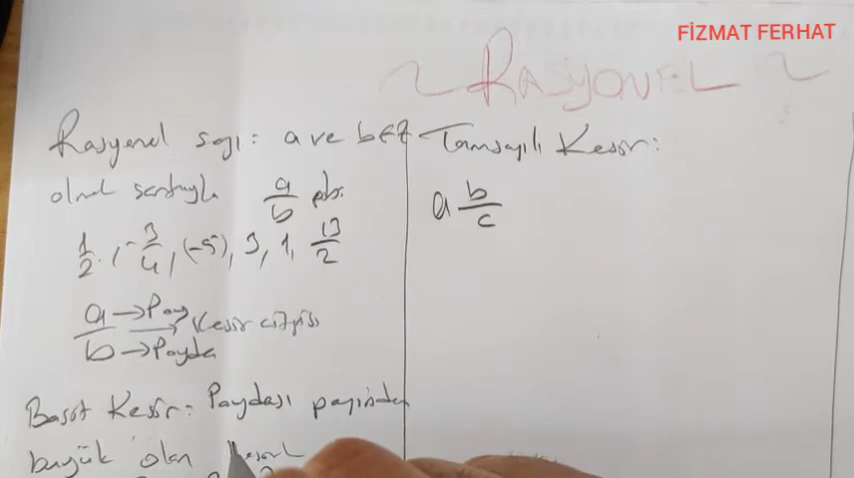 FİZMAT FERHAT
~ RASYONEL ~
Rasyonel sayı: a ve b ∈ Z
olmak şartıyla a/b
1/2, -3/4, (-5), 3, 1, 13/2
a → Pay
→ Kesir çizgisi
b → Payda
Basit Kesir: Paydası payından
büyük olan
Tamsayılı Kesir:
a b/c